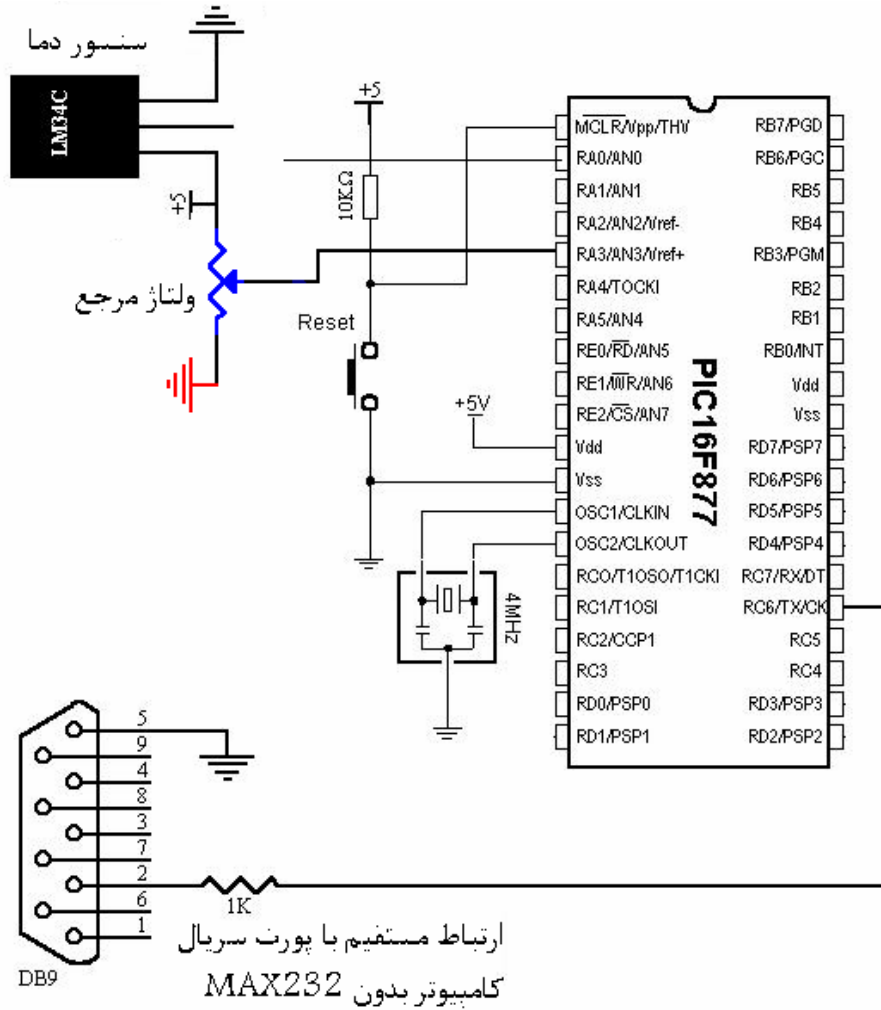 سنسور دما
LM34C
+5
ولتاژ مرجع
+5
10KΩ
Reset
+5V
4MHz
PIC16F877
MCLR/Vpp/THV
RA0/AN0
RA1/AN1
RA2/AN2/Vref-
RA3/AN3/Vref+
RA4/TOCKI
RA5/AN4
RE0/RD/AN5
RE1/WR/AN6
RE2/CS/AN7
Vdd
Vss
OSC1/CLKIN
OSC2/CLKOUT
RCO/T1OSO/T1CKI
RC1/T1OSI
RC2/CCP1
RC3
RD0/PSP0
RD1/PSP1
RB7/PGD
RB6/PGC
RB5
RB4
RB3/PGM
RB2
RB1
RB0/INT
Vdd
Vss
RD7/PSP7
RD6/PSP6
RD5/PSP5
RD4/PSP4
RC7/RX/DT
RC6/TX/CK
RC5
RC4
RD3/PSP3
RD2/PSP2
5
9
4
8
3
7
2
6
1
1K
DB9
ارتباط مستفیم با پورت سریال
کامپیوتر بدون MAX232